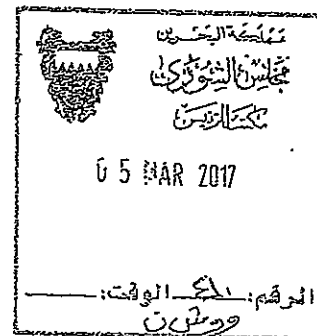 مملكة البحرين
مجلس الشورى
مكتب الرئيس
05 MAR 2017
الرقم: الوقت: